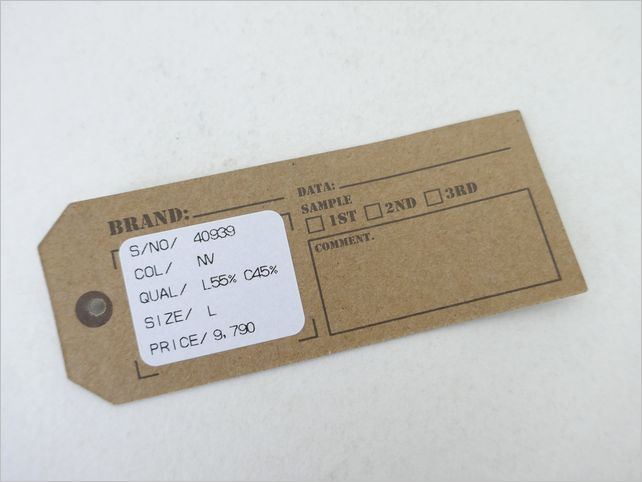 BRAND:
S/NO/ 40939
COL/ NV
QUAL/ L55% C45%
SIZE/ L
PRICE/ 9,790
DATA:
SAMPLE
1ST 2ND 3RD
COMMENT.